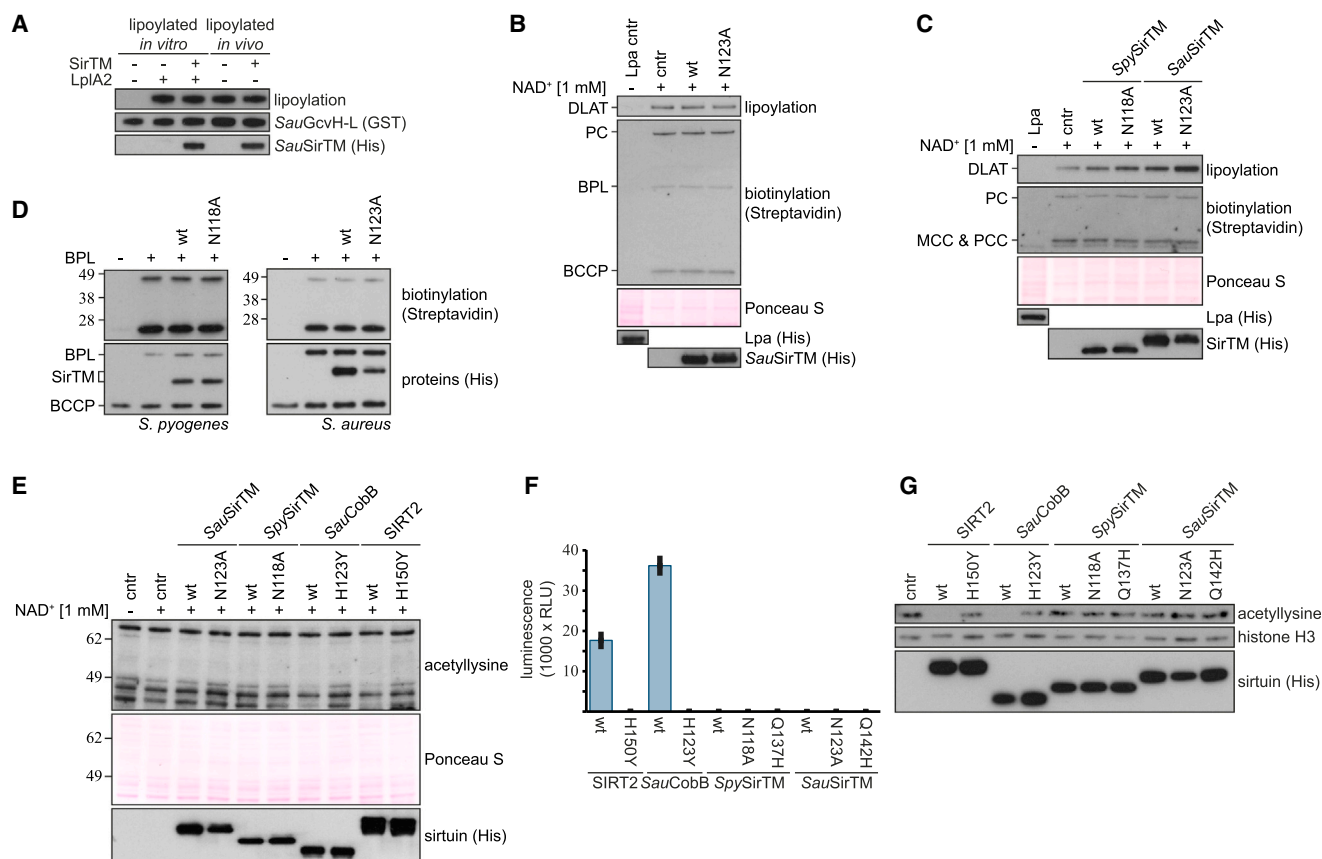 A
lipoylated in vitro
lipoylated in vivo
SirTM - - + - +
LplA2 - + + - -
lipoylation
SauGcvH-L (GST)
SauSirTM (His)
B
Lpa cntr
cntr
wt
N123A
NAD⁺ [1 mM] - + + +
DLAT
lipoylation
PC
BPL
BCCP
biotinylation
(Streptavidin)
Ponceau S
Lpa (His)
SauSirTM (His)
C
SpySirTM
SauSirTM
Lpa
cntr
wt
N118A
wt
N123A
NAD⁺ [1 mM] - + + + + +
DLAT
lipoylation
PC
MCC & PCC
biotinylation
(Streptavidin)
Ponceau S
Lpa (His)
SirTM (His)
D
wt
N118A
wt
N123A
BPL - + + + - + + +
49
38
28
49
38
28
biotinylation
(Streptavidin)
BPL
SirTM
BCCP
proteins (His)
S. pyogenes
S. aureus
E
SauSirTM
SpySirTM
SauCobB
SIRT2
cntr
cntr
wt
N123A
wt
N118A
wt
H123Y
wt
H150Y
NAD⁺ [1 mM] - + + + + + + + + +
62
49
acetyllysine
62
49
Ponceau S
sirtuin (His)
F
luminescence
(1000 x RLU)
40
30
20
10
wt
H150Y
wt
H123Y
wt
N118A
Q137H
wt
N123A
Q142H
SIRT2
SauCobB
SpySirTM
SauSirTM
G
SIRT2
SauCobB
SpySirTM
SauSirTM
cntr
wt
H150Y
wt
H123Y
wt
N118A
Q137H
wt
N123A
Q142H
acetyllysine
histone H3
sirtuin (His)